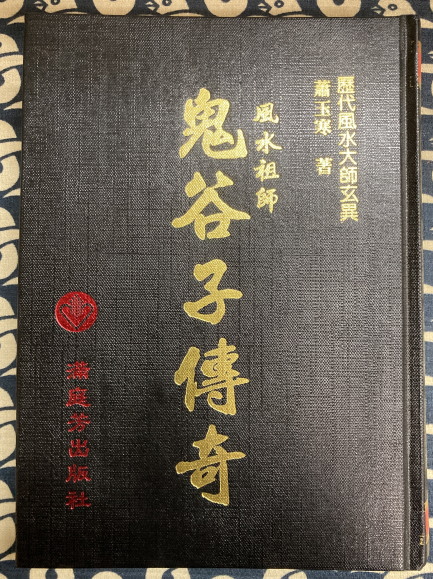 歷代風水大師玄異
蕭玉寒 著
風水祖師
鬼谷子傳奇
滿庭芳出版社